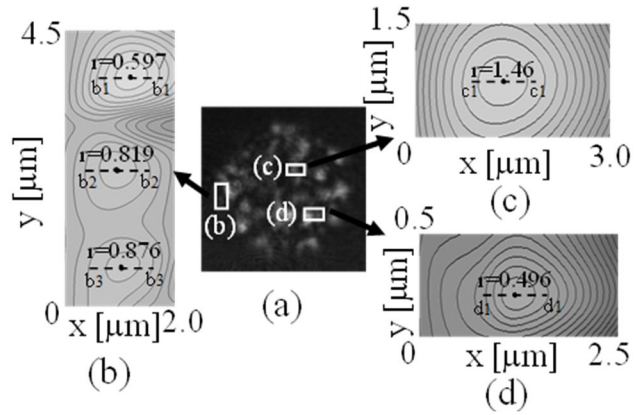 4.5
y [µm]
ı=0.597
b1 b1
ı=0.819
b2 b2
ı=0.876
b3 b3
0 x [µm] 2.0
(b)
(c)
(d)
(b)
(a)
1.5
y [µm]
ı=1.46
c1 c1
0 x [µm] 3.0
(c)
0.5
y [µm]
ı=0.496
d1 d1
0 x [µm] 2.5
(d)